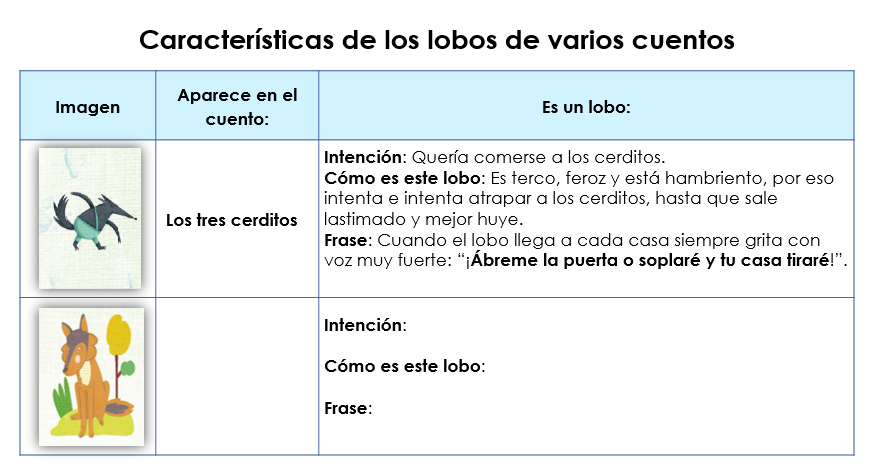 Características de los lobos de varios cuentos
Imagen
Aparece en el
cuento:
Es un lobo:
Los tres cerditos
Intención: Quería comerse a los cerditos.
Cómo es este lobo: Es terco, feroz y está hambriento, por eso
intenta e intenta atrapar a los cerditos, hasta que sale
lastimado y mejor huye.
Frase: Cuando el lobo llega a cada casa siempre grita con
voz muy fuerte: “¡Ábreme la puerta o soplaré y tu casa tiraré!”.
Intención:
Cómo es este lobo:
Frase: